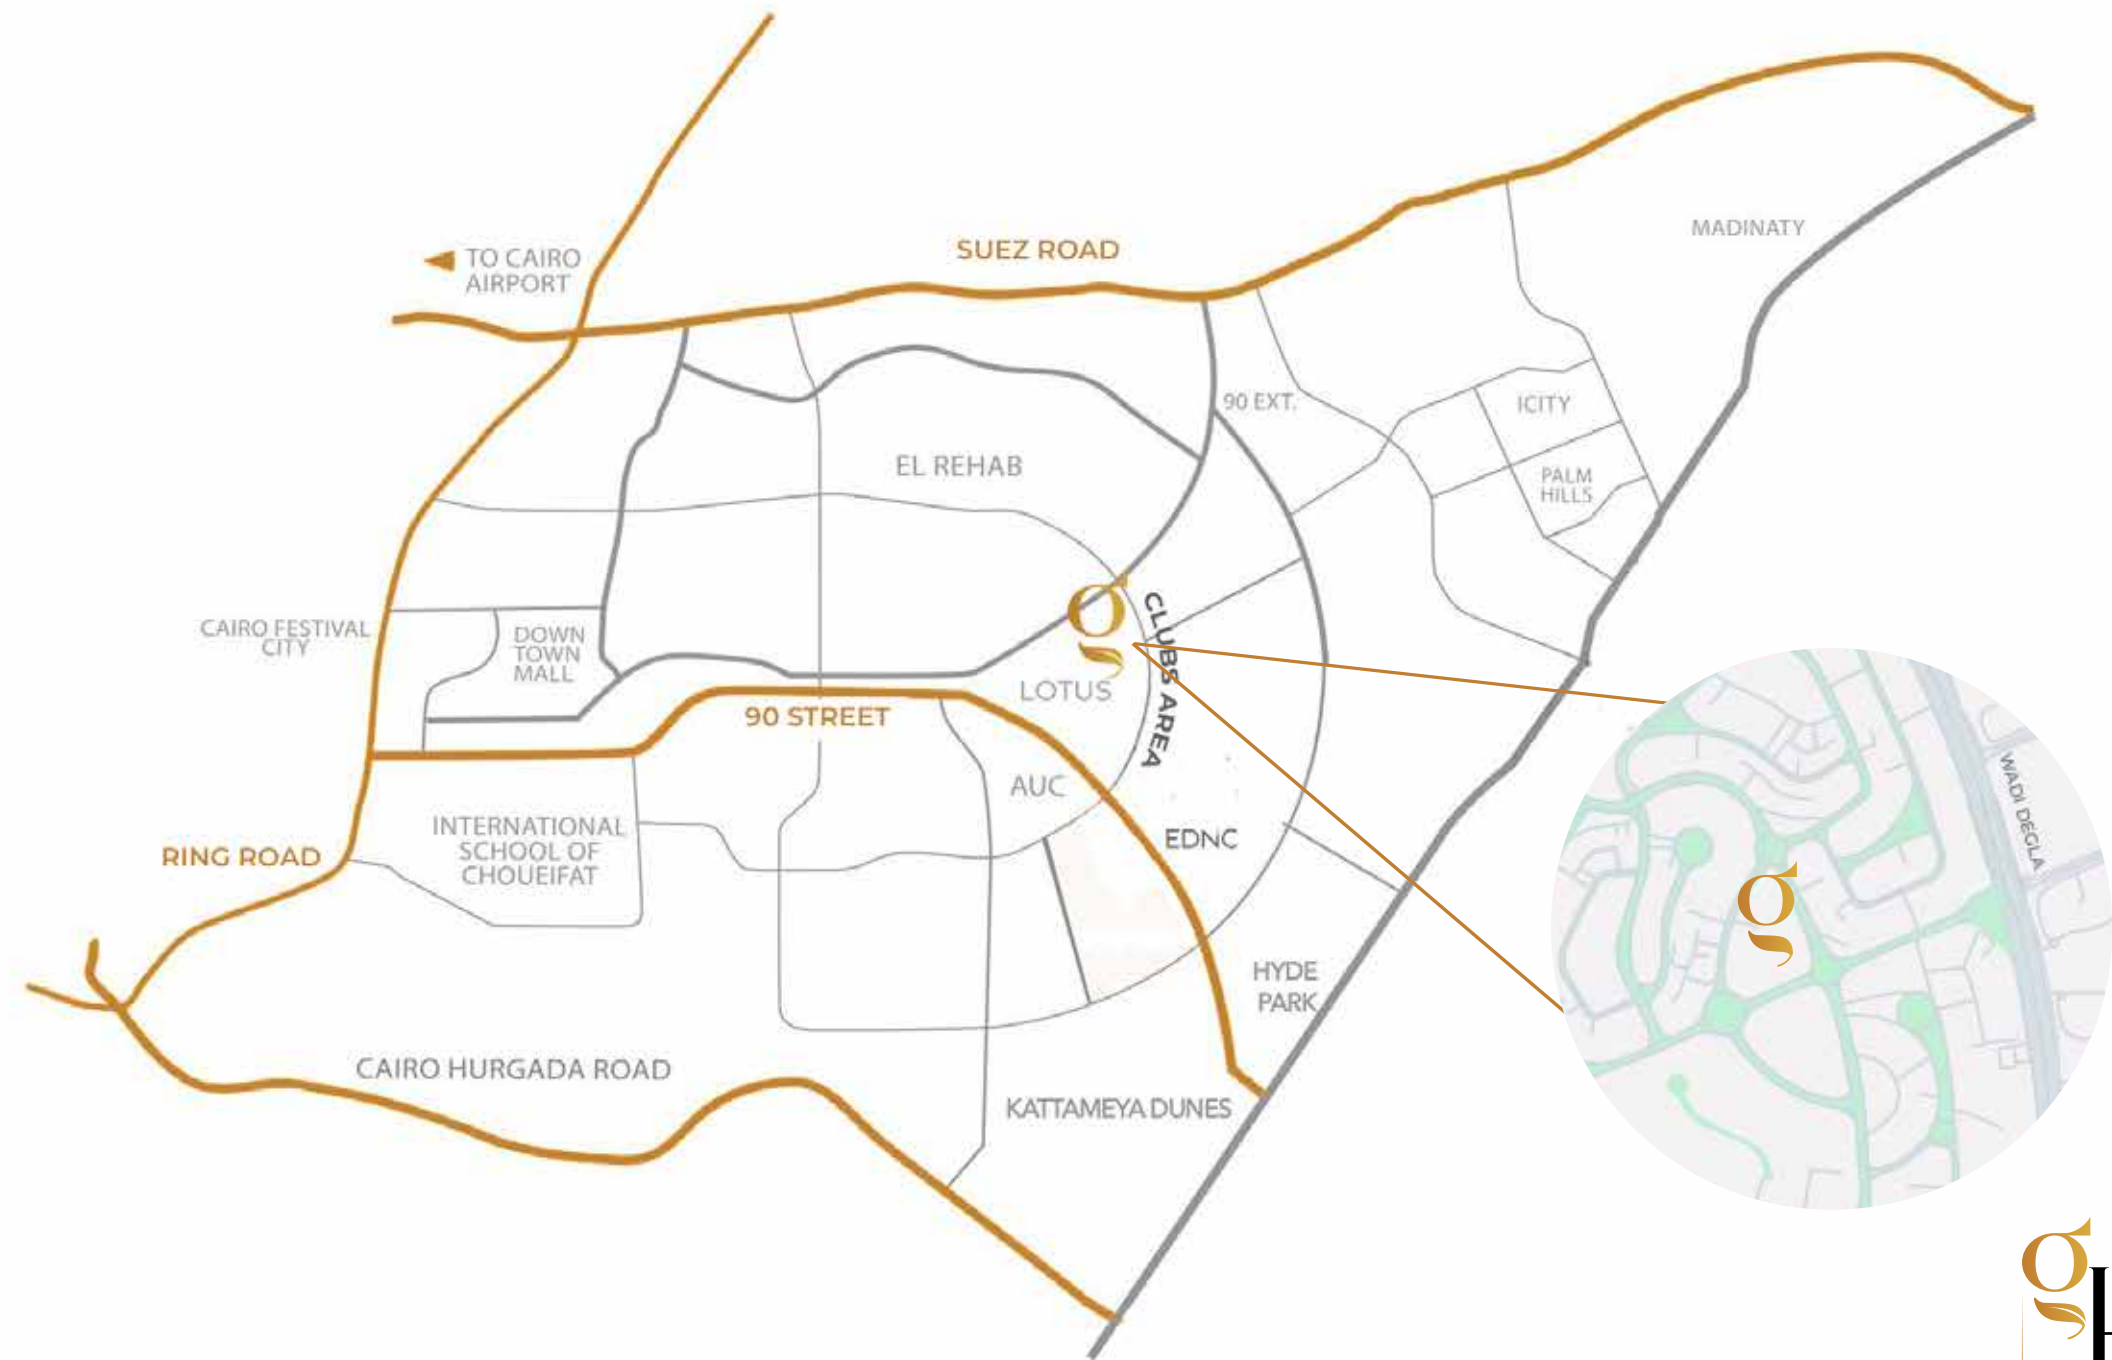 TO CAIRO
AIRPORT
SUEZ ROAD
MADINATY
90 EXT.
ICITY
EL REHAB
PALM
HILLS
CAIRO FESTIVAL
CITY
DOWN
TOWN
MALL
g
CLUBS AREA
LOTUS
90 STREET
AUC
EDNC
WADI DEGLA
INTERNATIONAL
SCHOOL OF
CHOUEIFAT
RING ROAD
g
HYDE
PARK
CAIRO HURGADA ROAD
KATTAMEYA DUNES
g